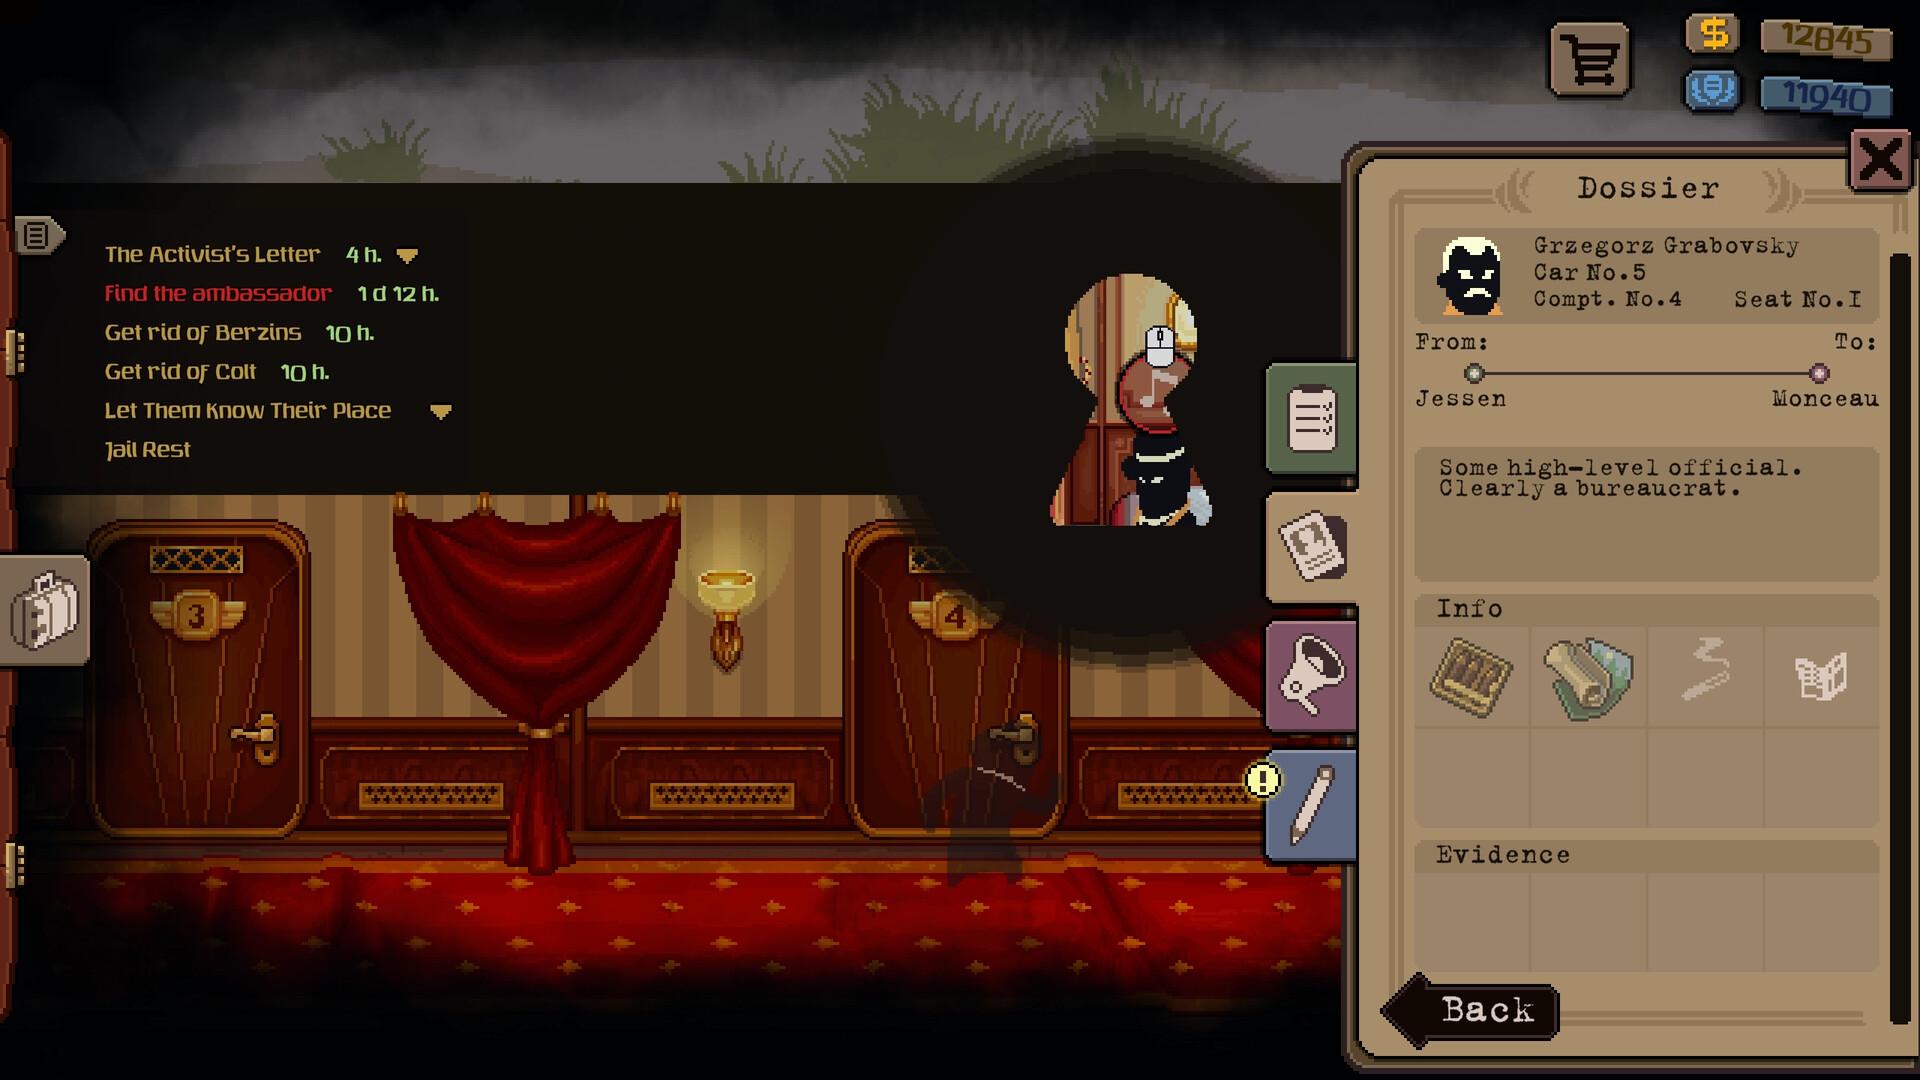 12845
11940
The Activist's Letter 4 h.
Find the ambassador 1 d 12 h.
Get rid of Berzins 10 h.
Get rid of Colt 10 h.
Let Them Know Their Place
Jail Rest
3
4
Dossier
Grzegorz Grabovsky
Car No.5
Compt. No.4 Seat No.I
From: To:
Jessen Monceau
Some high-level official.
Clearly a bureaucrat.
Info
Evidence
Back